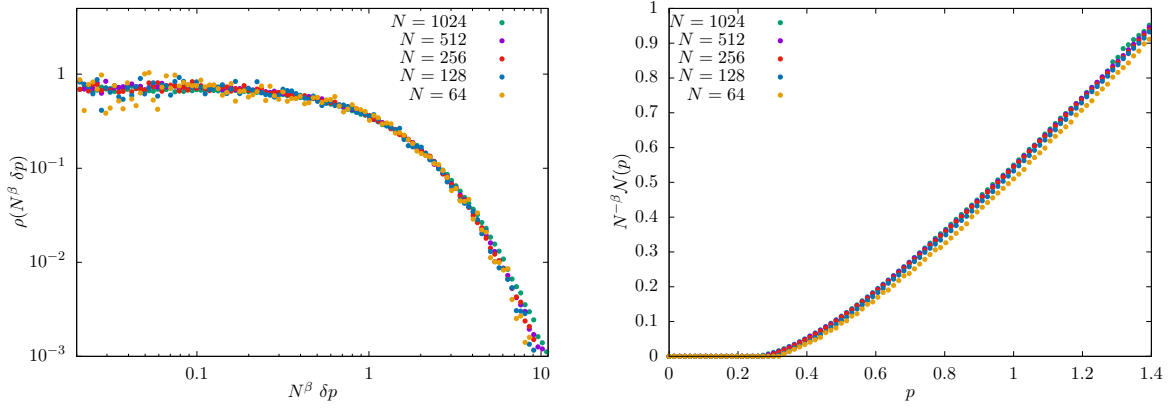 N = 1024
N = 512
N = 256
N = 128
N = 64
1
10⁻¹
10⁻²
10⁻³
ρ(N^β δp)
0.1 1 10
N^β δp
N = 1024
N = 512
N = 256
N = 128
N = 64
1
0.9
0.8
0.7
0.6
0.5
0.4
0.3
0.2
0.1
0
N^−β 𝒩(p)
0 0.2 0.4 0.6 0.8 1 1.2 1.4
p